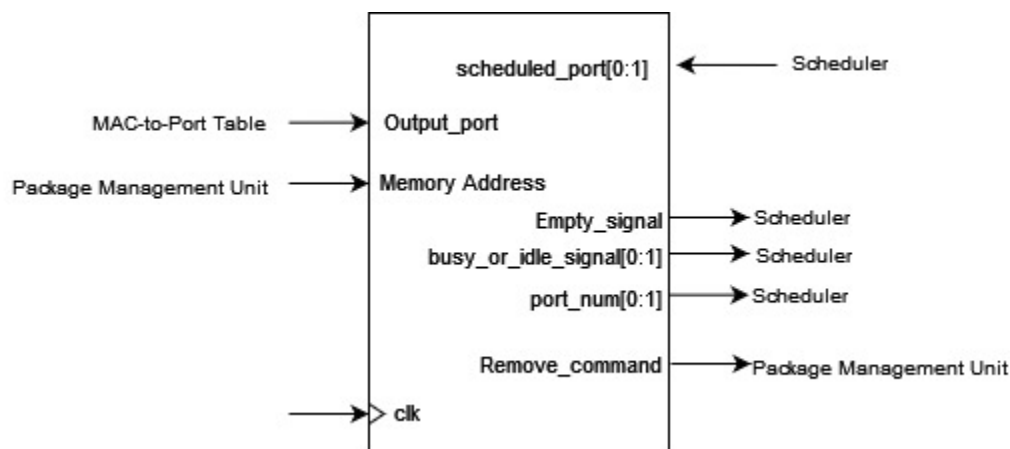 scheduled_port[0:1] Scheduler
MAC-to-Port Table Output_port
Package Management Unit Memory Address
Empty_signal Scheduler
busy_or_idle_signal[0:1] Scheduler
port_num[0:1] Scheduler
Remove_command Package Management Unit
clk